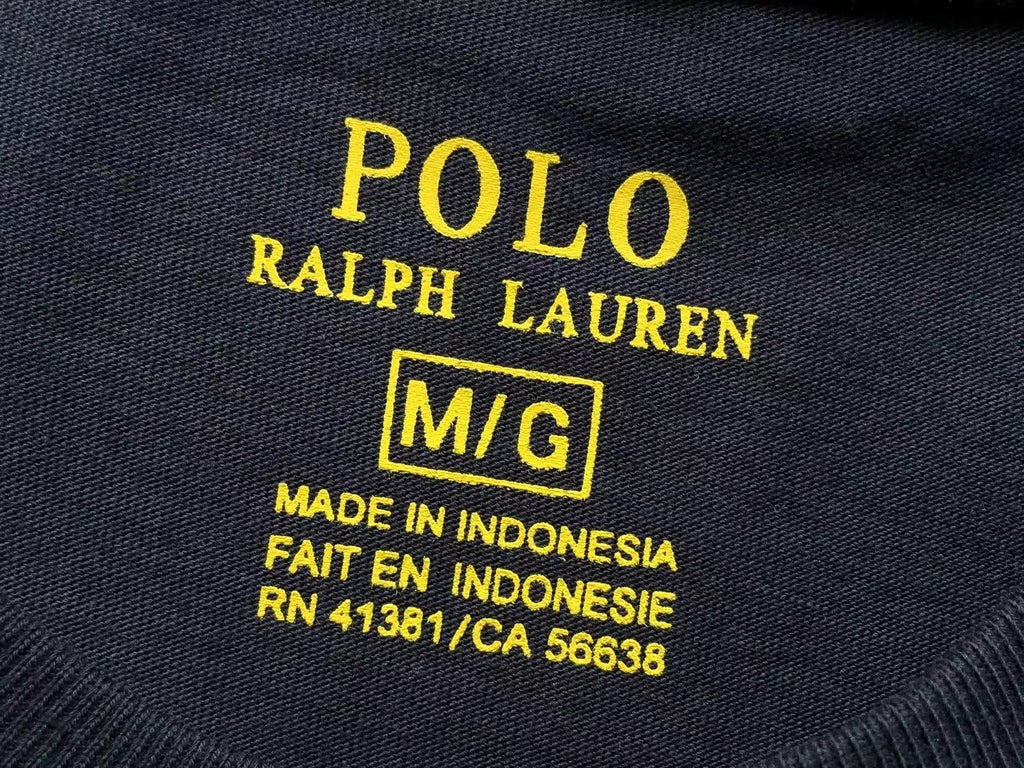 POLO
RALPH LAUREN
M/G
MADE IN INDONESIA
FAIT EN INDONESIE
RN 41381/CA 56638